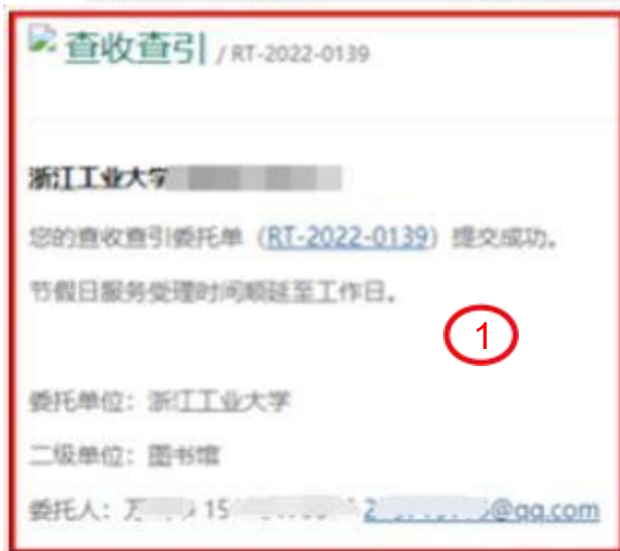 查收查引 / RT-2022-0139
浙江工业大学
您的查收查引委托单（RT-2022-0139）提交成功。
节假日服务受理时间顺延至工作日。
1
委托单位：浙江工业大学
二级单位：图书馆
委托人：万 15 2 @qq.com